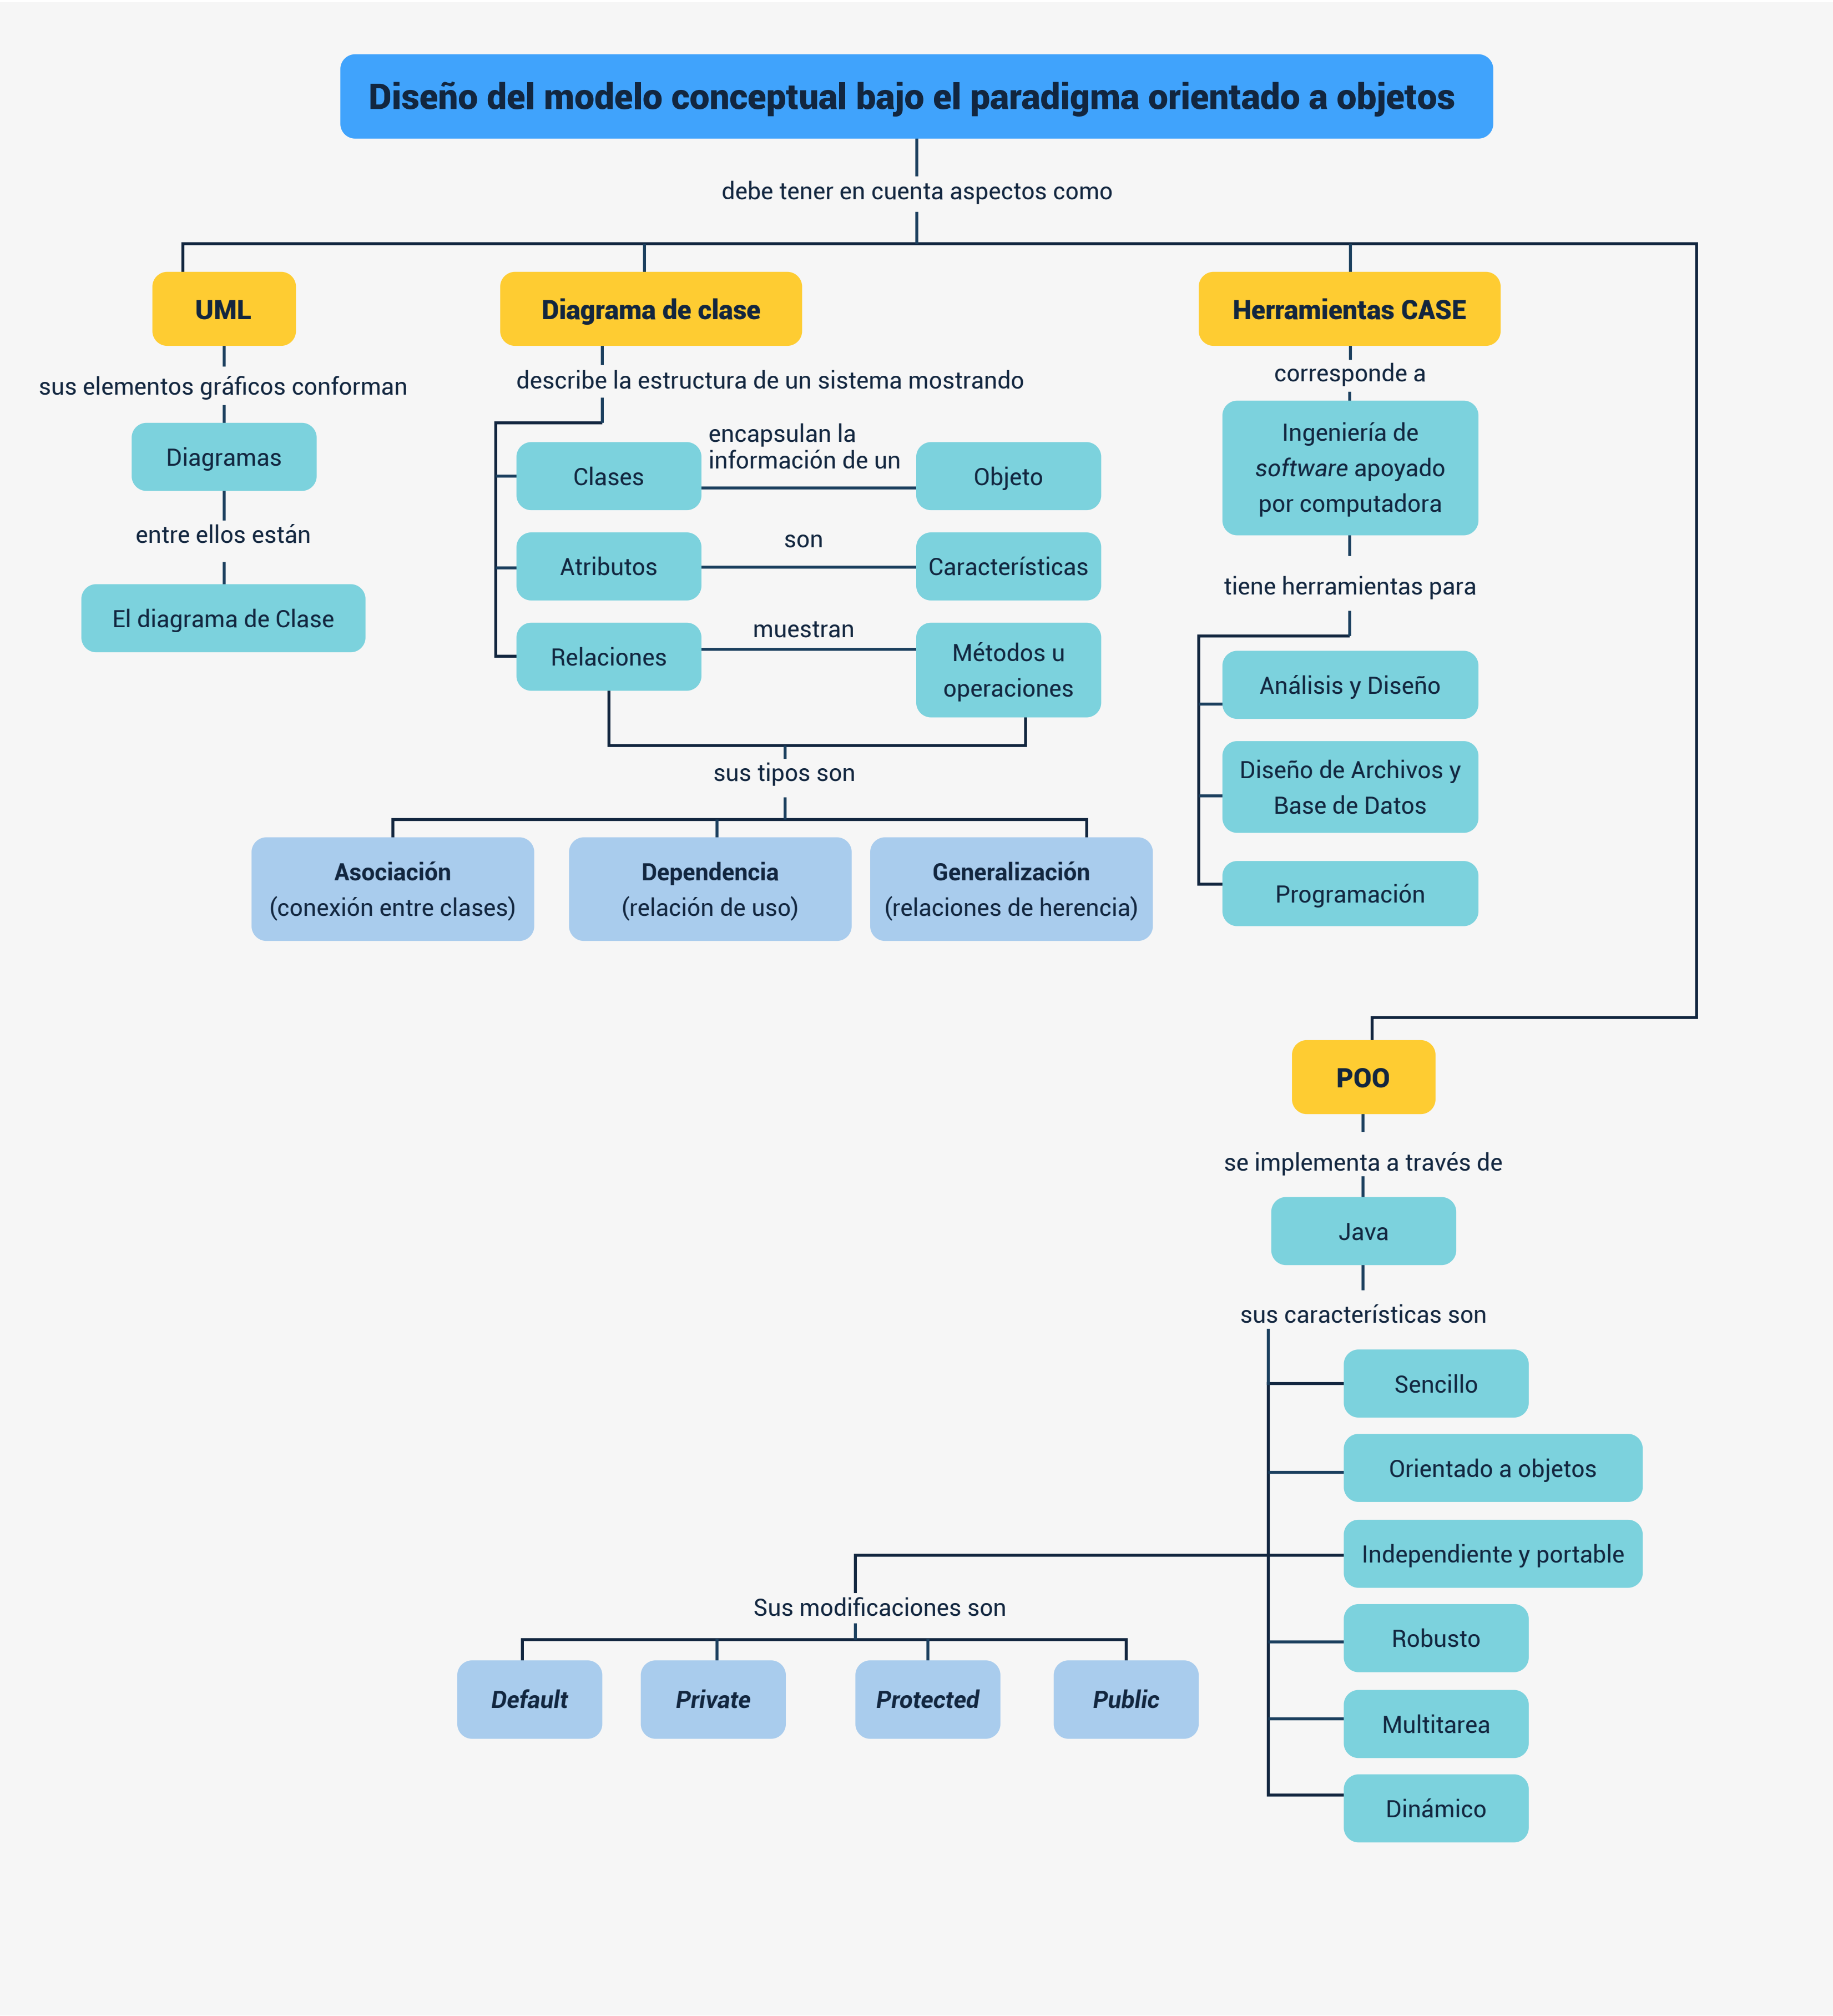 Diseño del modelo conceptual bajo el paradigma orientado a objetos
debe tener en cuenta aspectos como
UML
sus elementos gráficos conforman
Diagramas
entre ellos están
El diagrama de Clase
Diagrama de clase
describe la estructura de un sistema mostrando
Clases
encapsulan la
información de un
Objeto
Atributos
son
Características
Relaciones
muestran
Métodos u
operaciones
sus tipos son
Asociación
(conexión entre clases)
Dependencia
(relación de uso)
Generalización
(relaciones de herencia)
Herramientas CASE
corresponde a
Ingeniería de
software apoyado
por computadora
tiene herramientas para
Análisis y Diseño
Diseño de Archivos y
Base de Datos
Programación
POO
se implementa a través de
Java
sus características son
Sencillo
Orientado a objetos
Independiente y portable
Robusto
Multitarea
Dinámico
Sus modificaciones son
Default
Private
Protected
Public